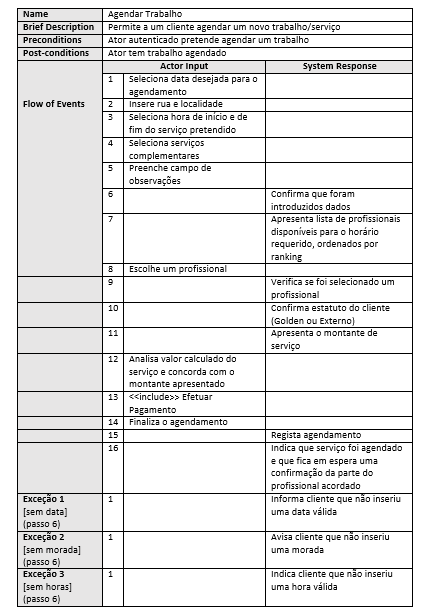 Name Agendar Trabalho
Brief Description Permite a um cliente agendar um novo trabalho/serviço
Preconditions Ator autenticado pretende agendar um trabalho
Post-conditions Ator tem trabalho agendado
Flow of Events
Actor Input System Response
1 Seleciona data desejada para o
agendamento
2 Insere rua e localidade
3 Seleciona hora de início e de
fim do serviço pretendido
4 Seleciona serviços
complementares
5 Preenche campo de
observações
6 Confirma que foram
introduzidos dados
7 Apresenta lista de profissionais
disponíveis para o horário
requerido, ordenados por
ranking
8 Escolhe um profissional
9 Verifica se foi selecionado um
profissional
10 Confirma estatuto do cliente
(Golden ou Externo)
11 Apresenta o montante de
serviço
12 Analisa valor calculado do
serviço e concorda com o
montante apresentado
13 <<include>> Efetuar
Pagamento
14 Finaliza o agendamento
15 Regista agendamento
16 Indica que serviço foi agendado
e que fica em espera uma
confirmação da parte do
profissional acordado
Exceção 1
[sem data]
(passo 6)
1 Informa cliente que não inseriu
uma data válida
Exceção 2
[sem morada]
(passo 6)
1 Avisa cliente que não inseriu
uma morada
Exceção 3
[sem horas]
(passo 6)
1 Indica cliente que não inseriu
uma hora válida